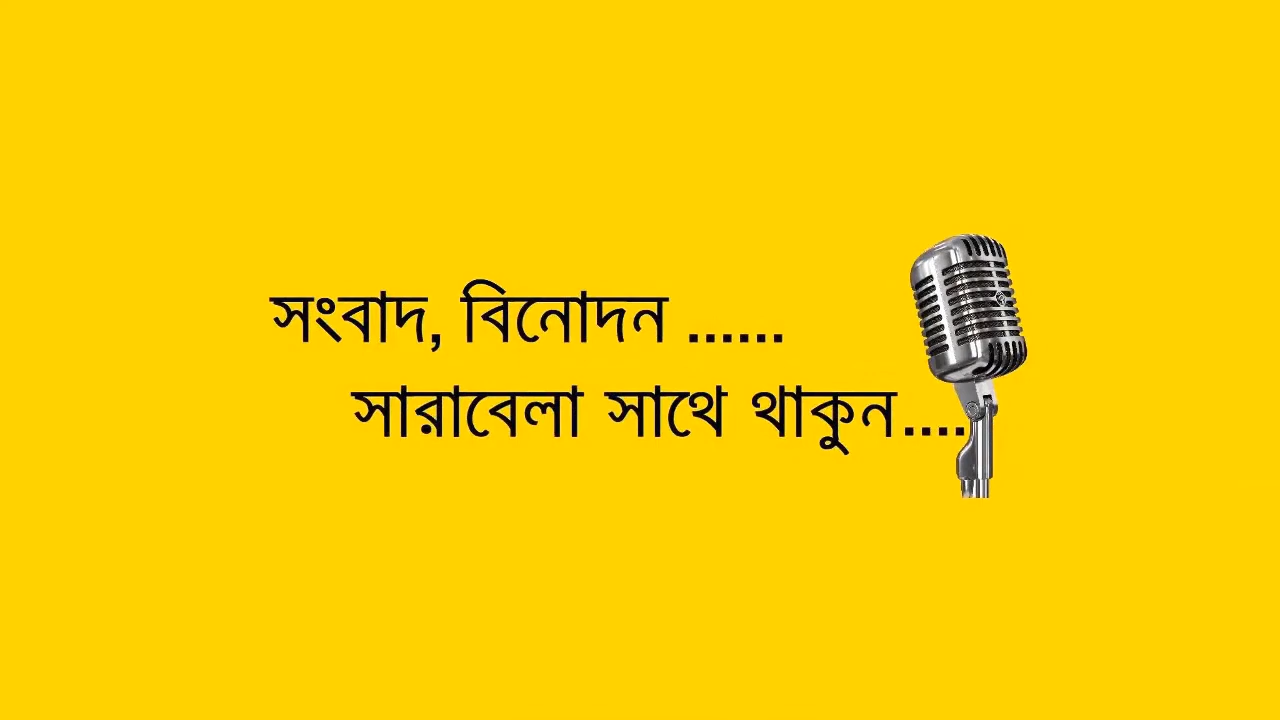 সংবাদ, বিনোদন ......
সারাবেলা সাথে থাকুন....